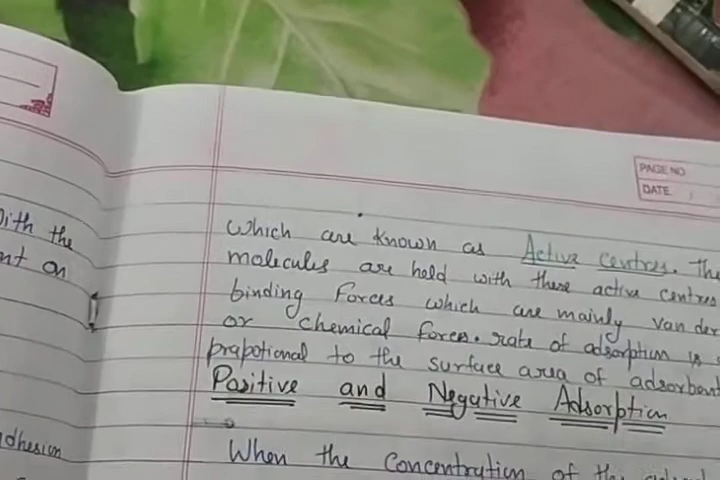 PAGE NO
DATE
with the
nt on
dhesion
which are known as Active centres. The
molecules are held with these active centres
binding forces which are mainly van der
or chemical forces. rate of adsorption is
prapotional to the surface area of adsorbent
Positive and Negative Adsorption
When the concentration of the